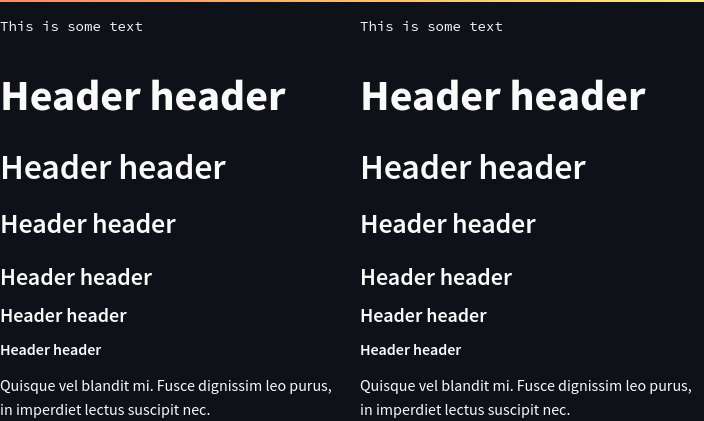 This is some text
Header header
Header header
Header header
Header header
Header header
Header header
Quisque vel blandit mi. Fusce dignissim leo purus,
in imperdiet lectus suscipit nec.
This is some text
Header header
Header header
Header header
Header header
Header header
Header header
Quisque vel blandit mi. Fusce dignissim leo purus,
in imperdiet lectus suscipit nec.